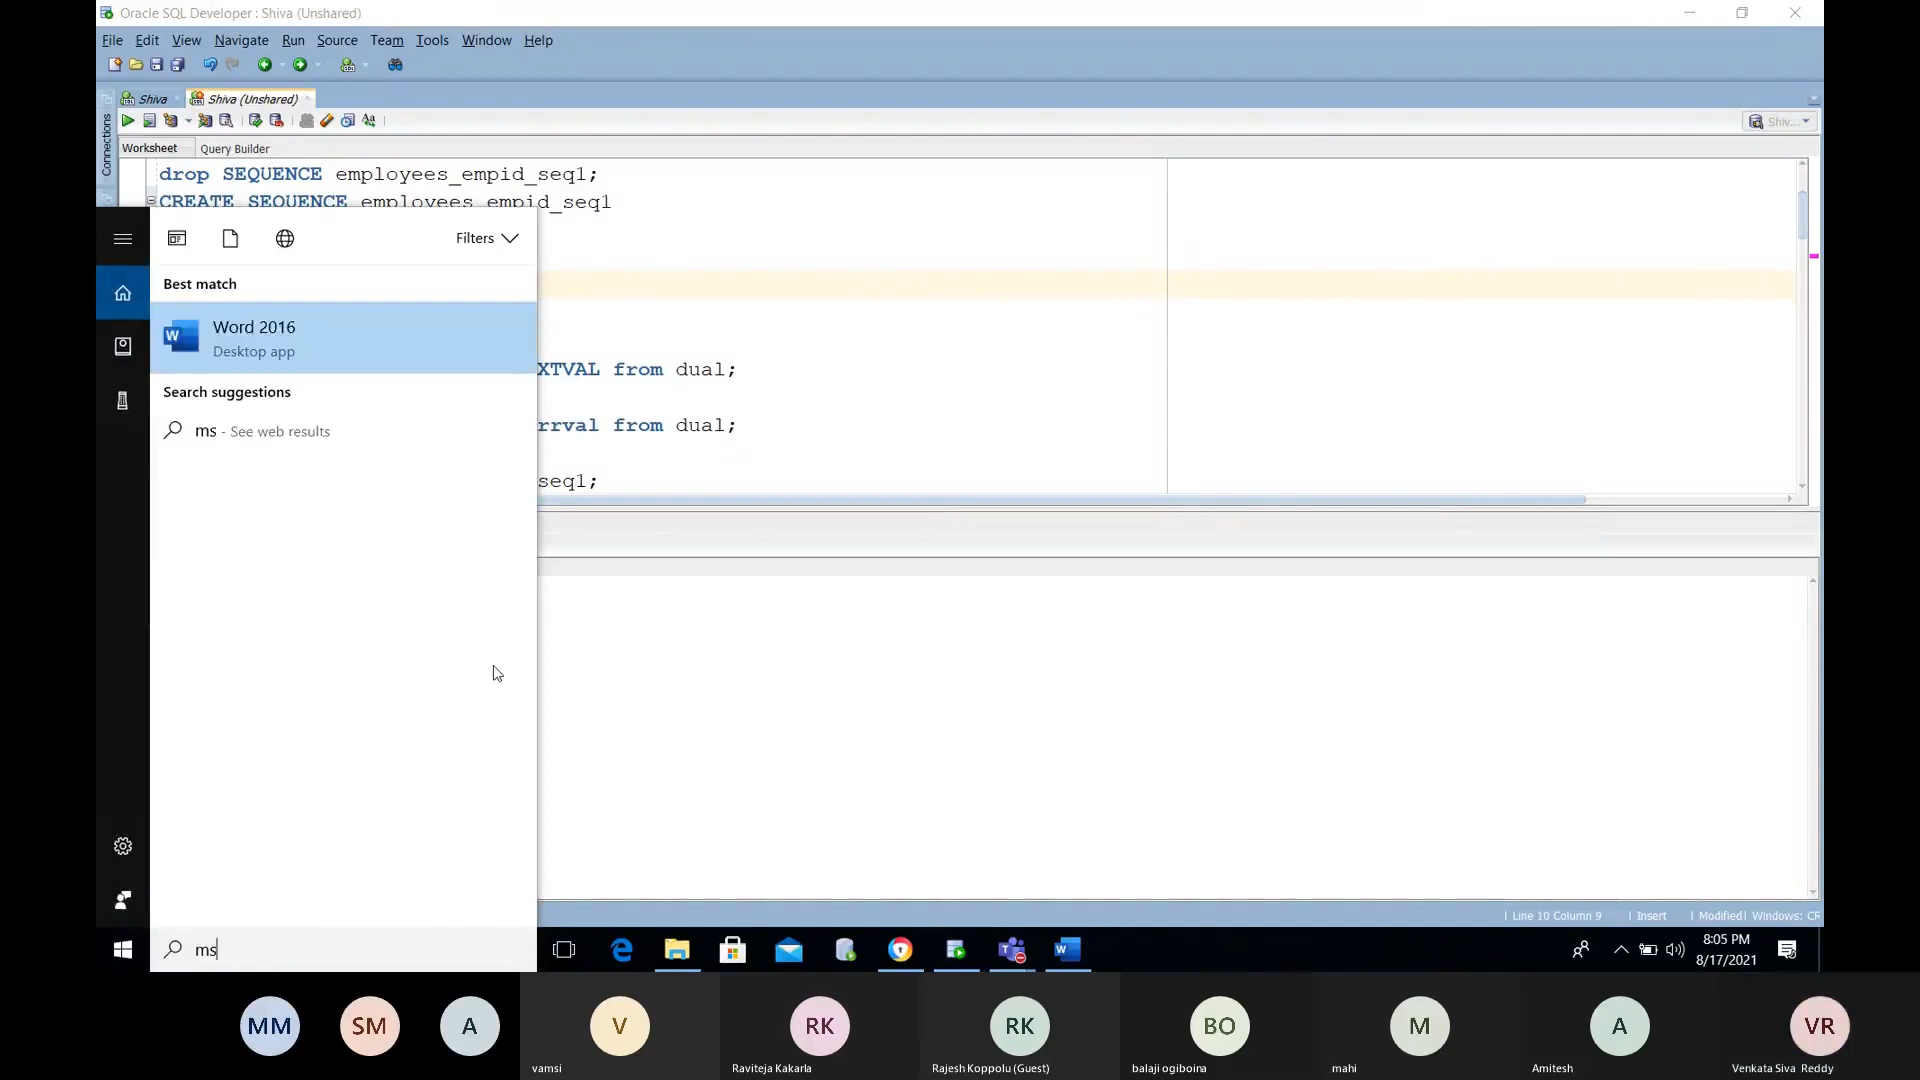 Oracle SQL Developer : Shiva (Unshared)
File Edit View Navigate Run Source Team Tools Window Help
Shiva Shiva (Unshared)
Shiv...
Connections
Worksheet Query Builder
drop SEQUENCE employees_empid_seq1;
CREATE SEQUENCE employees_empid_seq1
Filters
Best match
Word 2016
Desktop app
XTVAL from dual;
Search suggestions
ms - See web results
rrval from dual;
seq1;
Line 10 Column 9 Insert Modified Windows: CR
ms
8:05 PM
8/17/2021
MM SM A V RK RK BO M A VR
vamsi Raviteja Kakarla Rajesh Koppolu (Guest) balaji ogiboina mahi Amitesh Venkata Siva Reddy